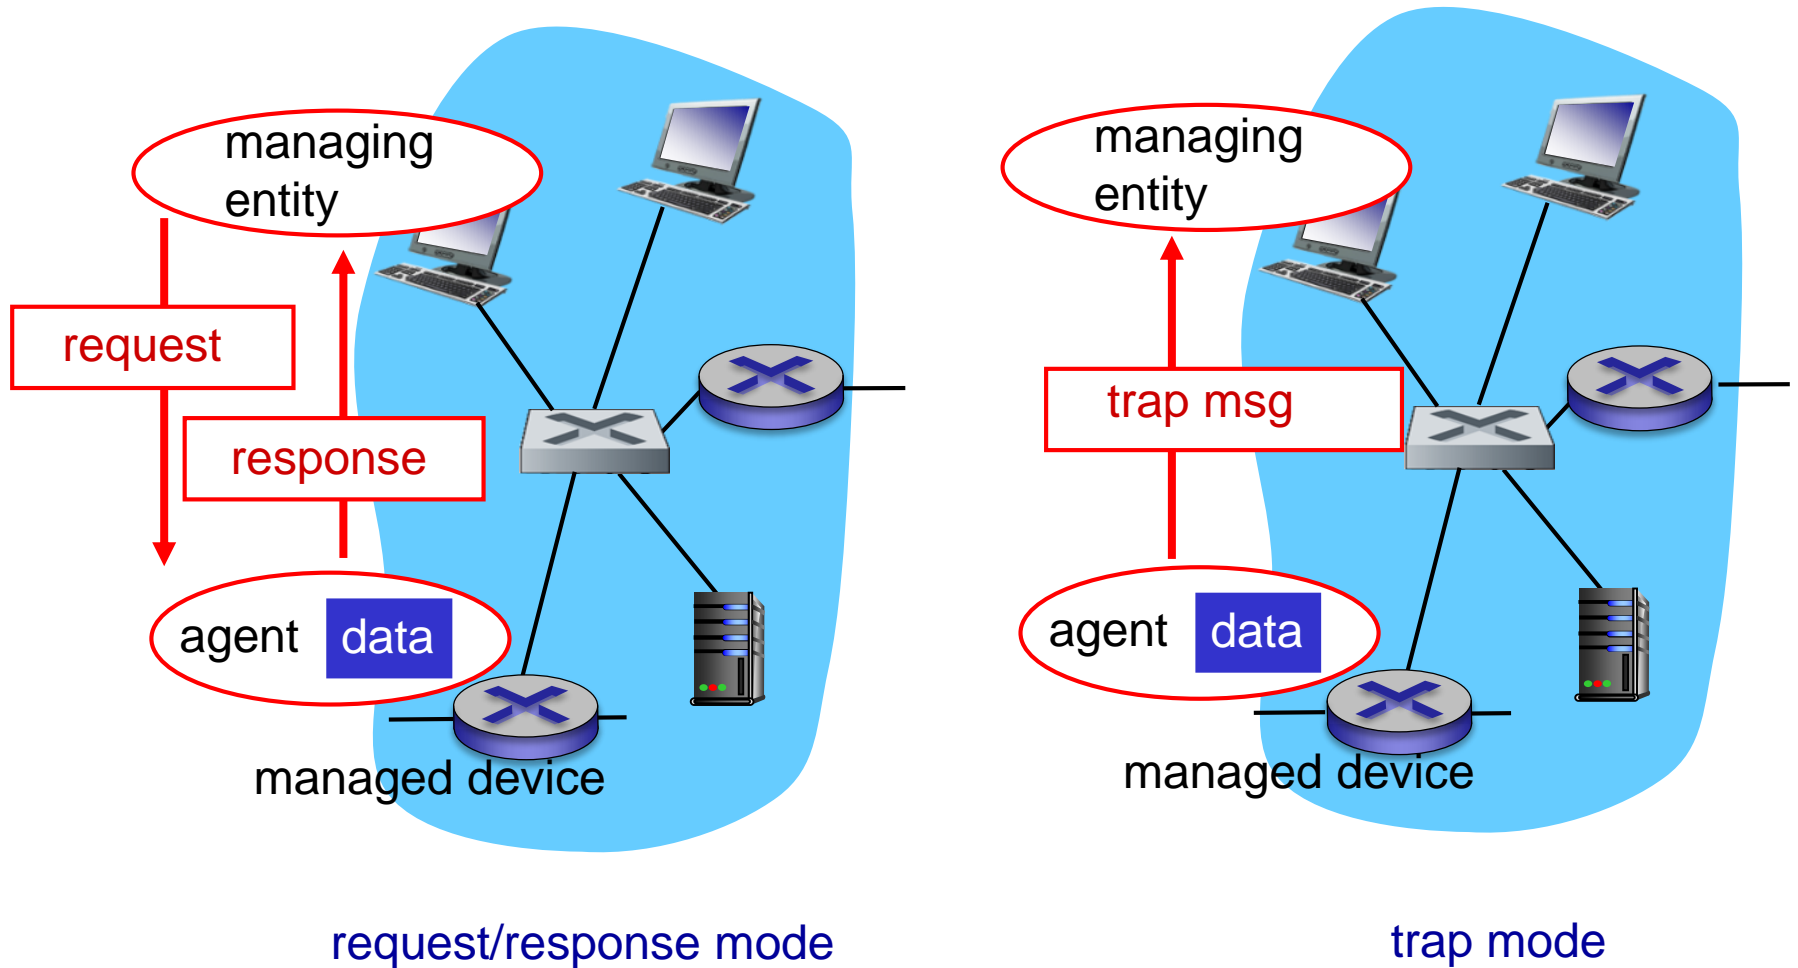 managing
entity
request
response
agent
data
managed device
request/response mode
managing
entity
trap msg
agent
data
managed device
trap mode